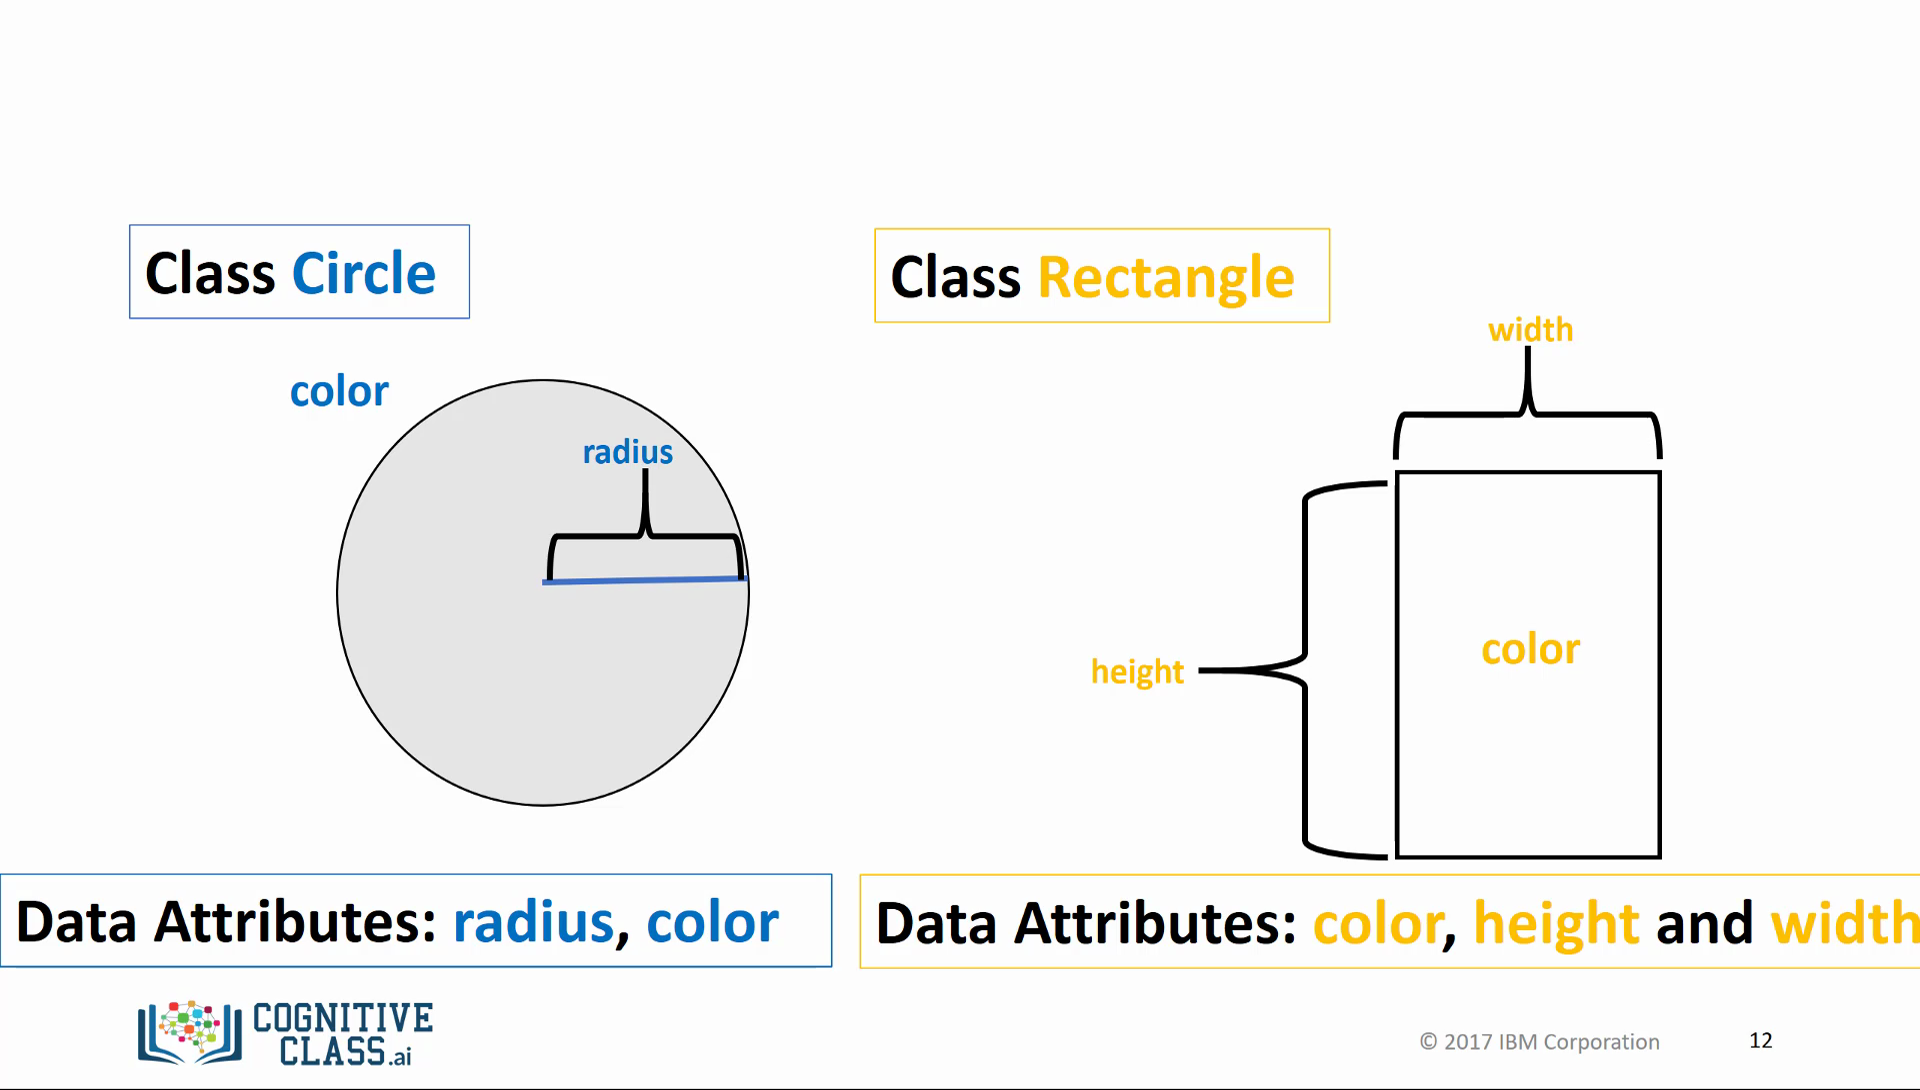 Class Circle
color
radius
Data Attributes: radius, color
Class Rectangle
width
height
color
Data Attributes: color, height and width
COGNITIVE
CLASS.ai
© 2017 IBM Corporation
12